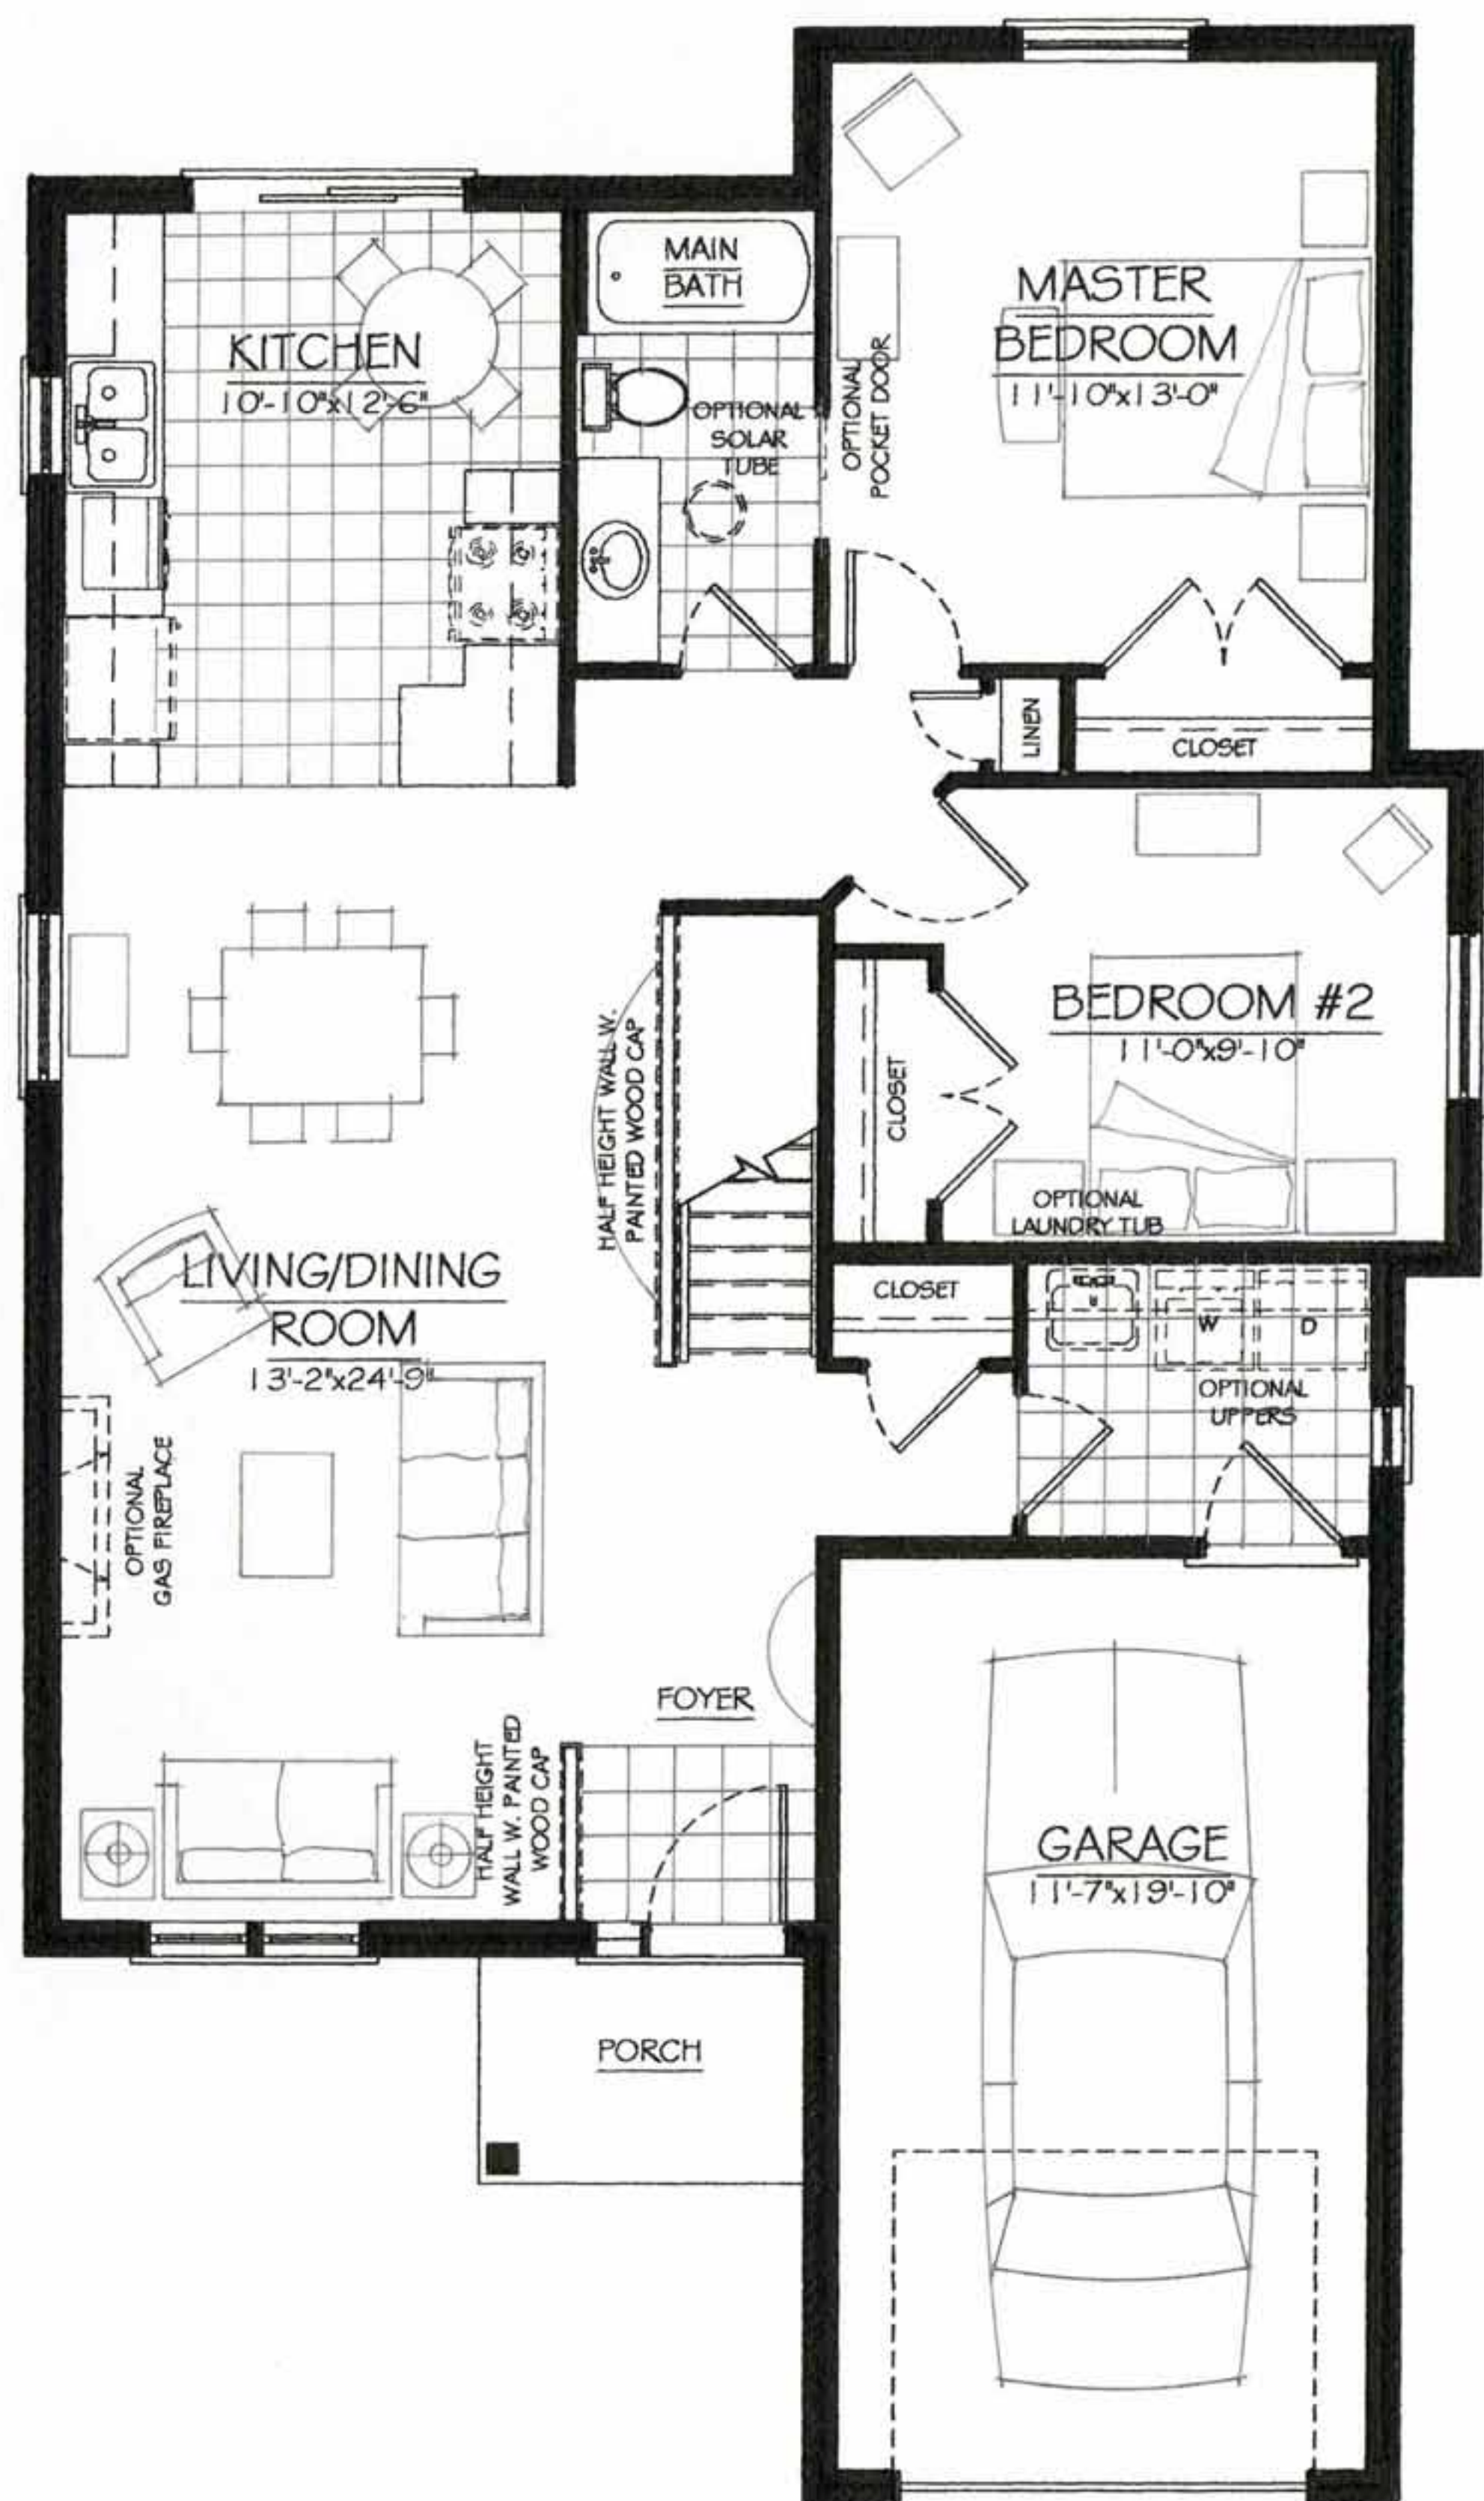 MAIN
BATH
MASTER
BEDROOM
11'-10"x13'-0"
KITCHEN
10'-10"x12'-6"
OPTIONAL
SOLAR
TUBE
OPTIONAL
POCKET DOOR
LINEN
CLOSET
BEDROOM #2
11'-0"x9'-10"
CLOSET
HALF HEIGHT WALL W.
PAINTED WOOD CAP
OPTIONAL
LAUNDRY TUB
LIVING/DINING
ROOM
13'-2"x24'-9"
CLOSET
W
D
OPTIONAL
UPPERS
OPTIONAL
GAS FIREPLACE
FOYER
HALF HEIGHT
WALL W. PAINTED
WOOD CAP
GARAGE
11'-7"x19'-10"
PORCH